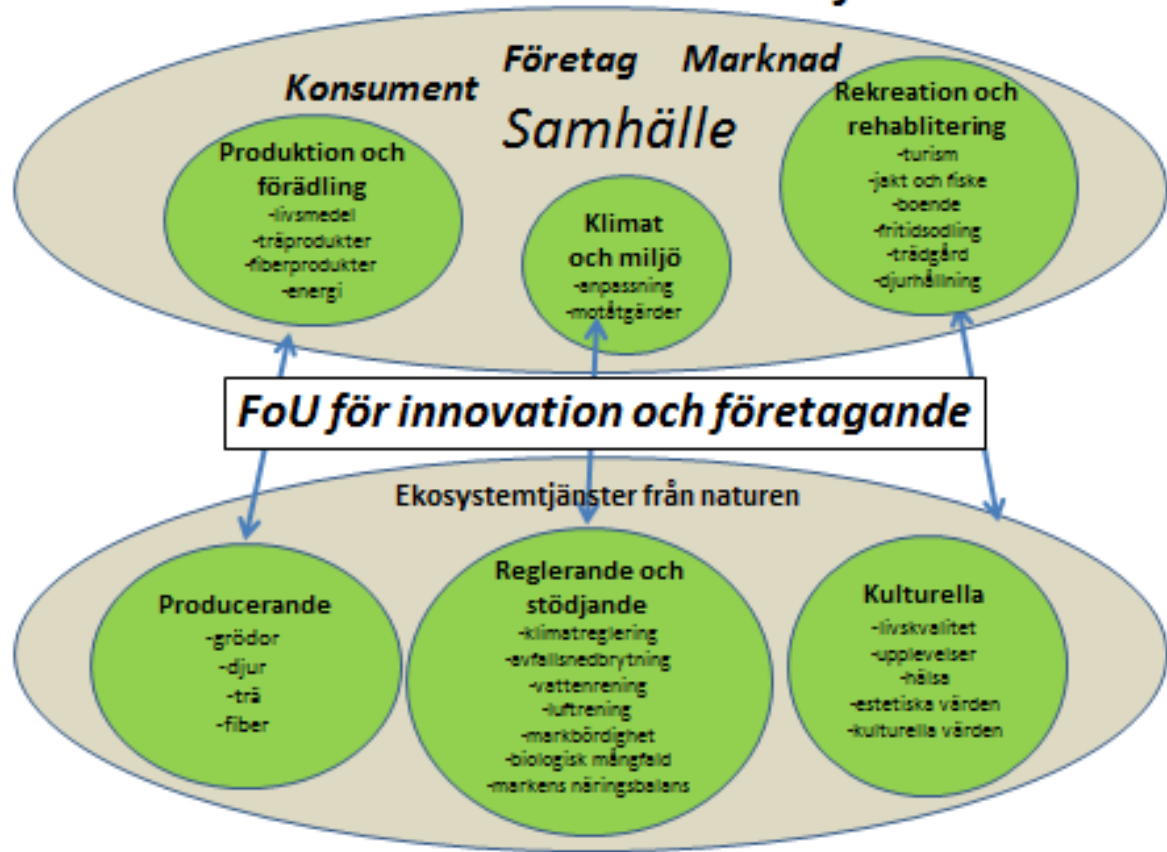 Företag Marknad
Konsument
Samhälle
Produktion och
förädling
-livsmedel
-träprodukter
-fiberprodukter
-energi
Klimat
och miljö
-anpassning
-motåtgärder
Rekreation och
rehablitering
-turism
-jakt och fiske
-boende
-fritidsodling
-trädgård
-djurhållning
FoU för innovation och företagande
Ekosystemtjänster från naturen
Producerande
-grödor
-djur
-trä
-fiber
Reglerande och
stödjande
-klimatreglering
-avfallsnedbrytning
-vattenrening
-luftrening
-markbördighet
-biologisk mångfald
-markens näringsbalans
Kulturella
-livskvalitet
-upplevelser
-hälsa
-estetiska värden
-kulturella värden